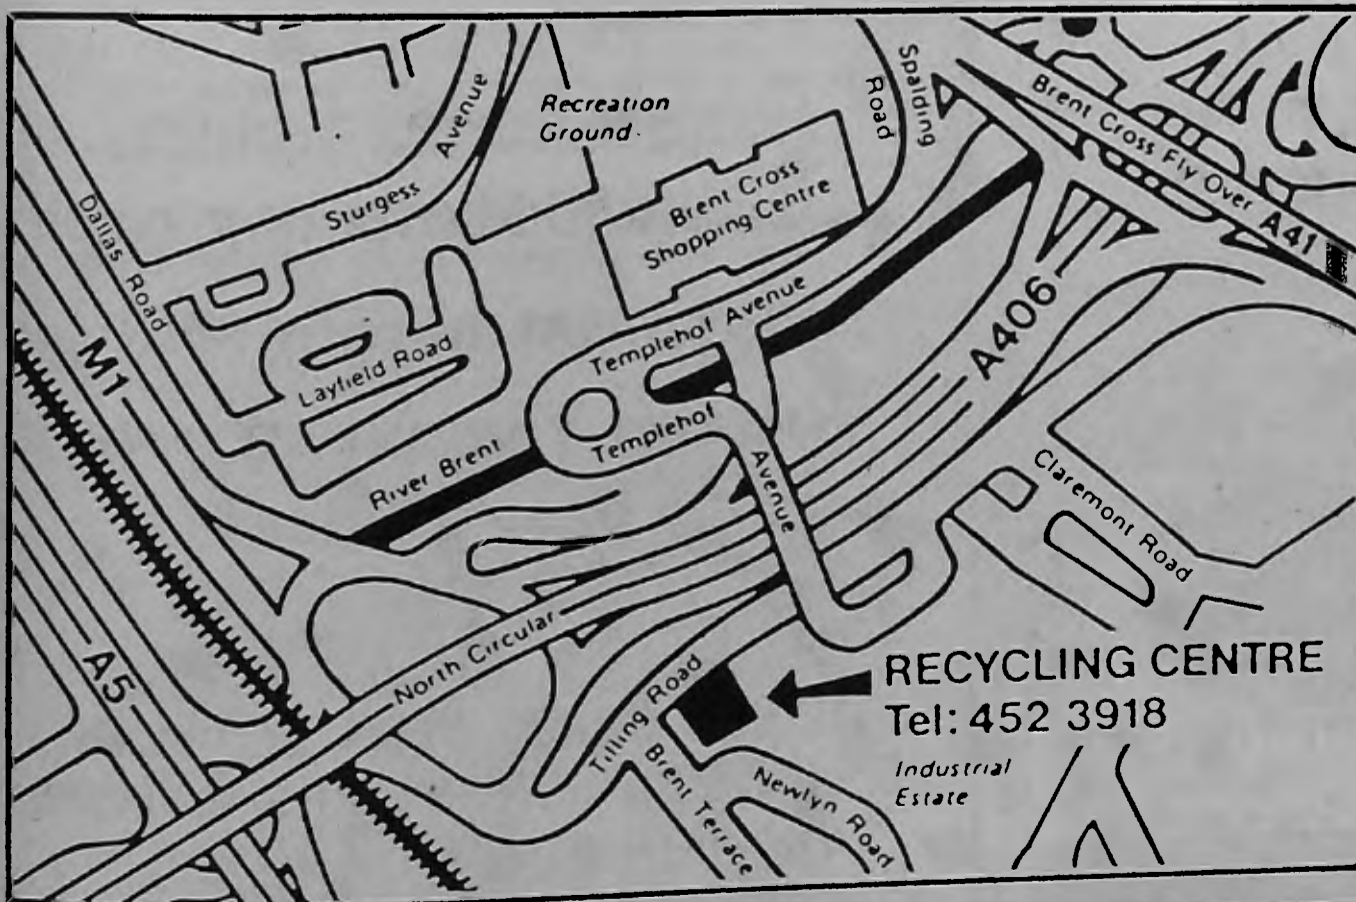 Recreation
Ground
Spalding
Road
Brent Cross Fly Over A41
Avenue
Sturgess
Brent Cross
Shopping Centre
Dallas Road
M1
Templehof Avenue
A406
Layfield Road
Templehof
Avenue
River Brent
Claremont Road
North Circular
A5
RECYCLING CENTRE
Tel: 452 3918
Tilling Road
Industrial
Estate
Brent Terrace
Newlyn Road